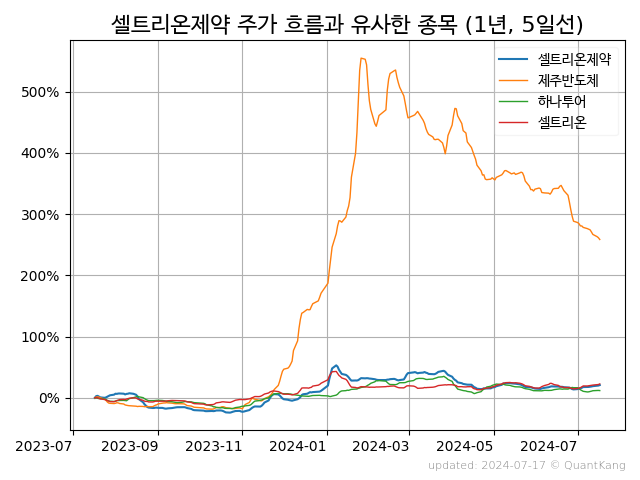 셀트리온제약 주가 흐름과 유사한 종목 (1년, 5일선)
셀트리온제약
제주반도체
하나투어
셀트리온
500%
400%
300%
200%
100%
0%
2023-07 2023-09 2023-11 2024-01 2024-03 2024-05 2024-07
updated: 2024-07-17 © QuantKang